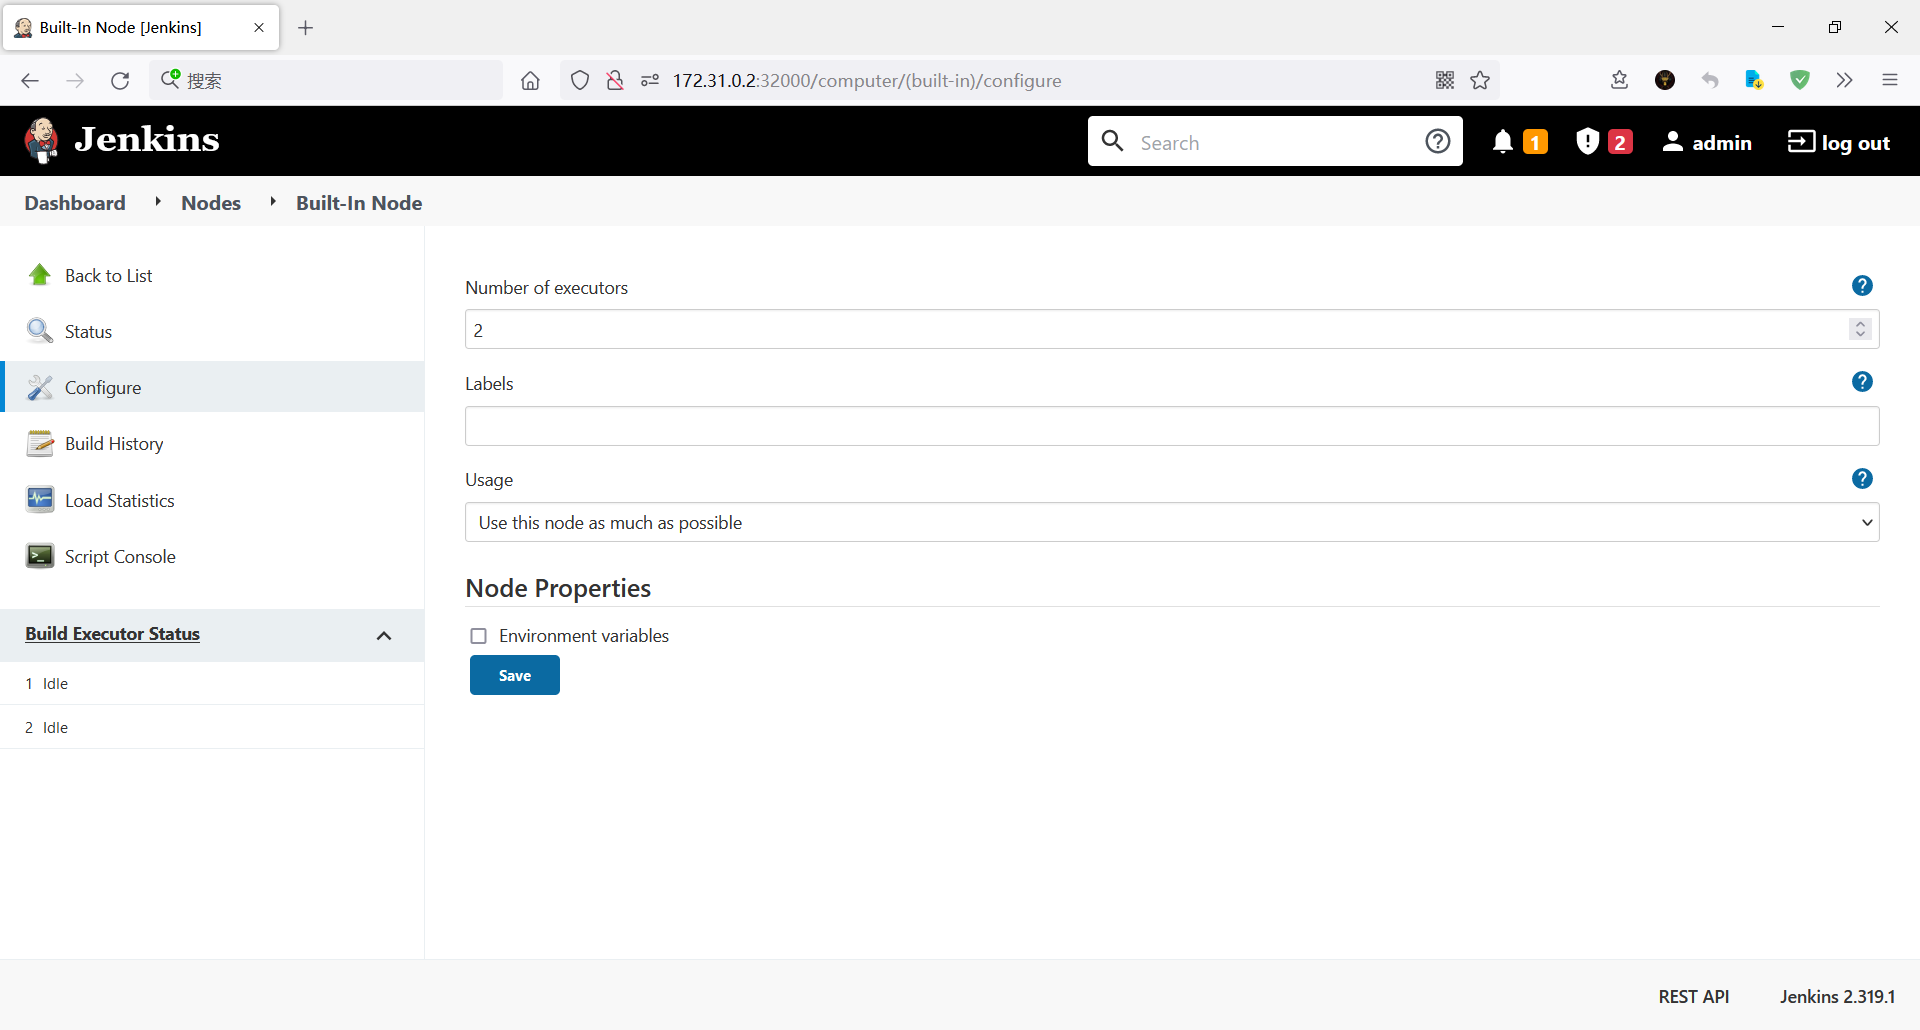 Built-In Node [Jenkins]
搜索
172.31.0.2:32000/computer/(built-in)/configure
Jenkins
Search
1
2
admin
log out
Dashboard
Nodes
Built-In Node
Back to List
Status
Configure
Build History
Load Statistics
Script Console
Build Executor Status
1 Idle
2 Idle
Number of executors
2
Labels
Usage
Use this node as much as possible
Node Properties
Environment variables
Save
REST API
Jenkins 2.319.1